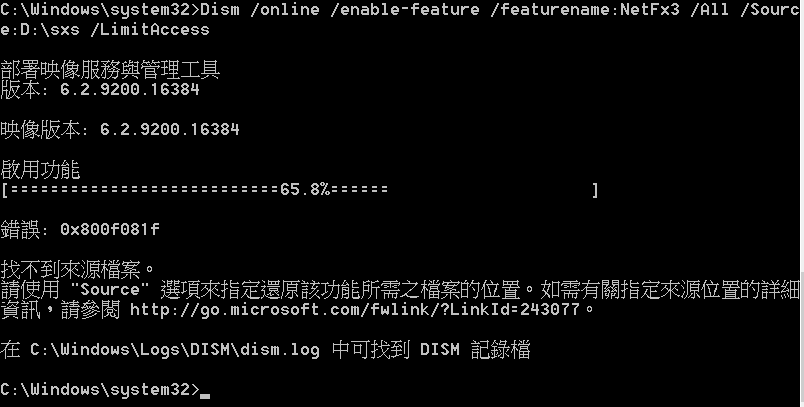 C:\Windows\system32>Dism /online /enable-feature /featurename:NetFx3 /All /Sourc
e:D:\sxs /LimitAccess
部署映像服務與管理工具
版本: 6.2.9200.16384
映像版本: 6.2.9200.16384
啟用功能
[===========================65.8%======                    ]
錯誤: 0x800f081f
找不到來源檔案。
請使用 "Source" 選項來指定還原該功能所需之檔案的位置。如需有關指定來源位置的詳細
資訊，請參閱 http://go.microsoft.com/fwlink/?LinkId=243077。
在 C:\Windows\Logs\DISM\dism.log 中可找到 DISM 記錄檔
C:\Windows\system32>_